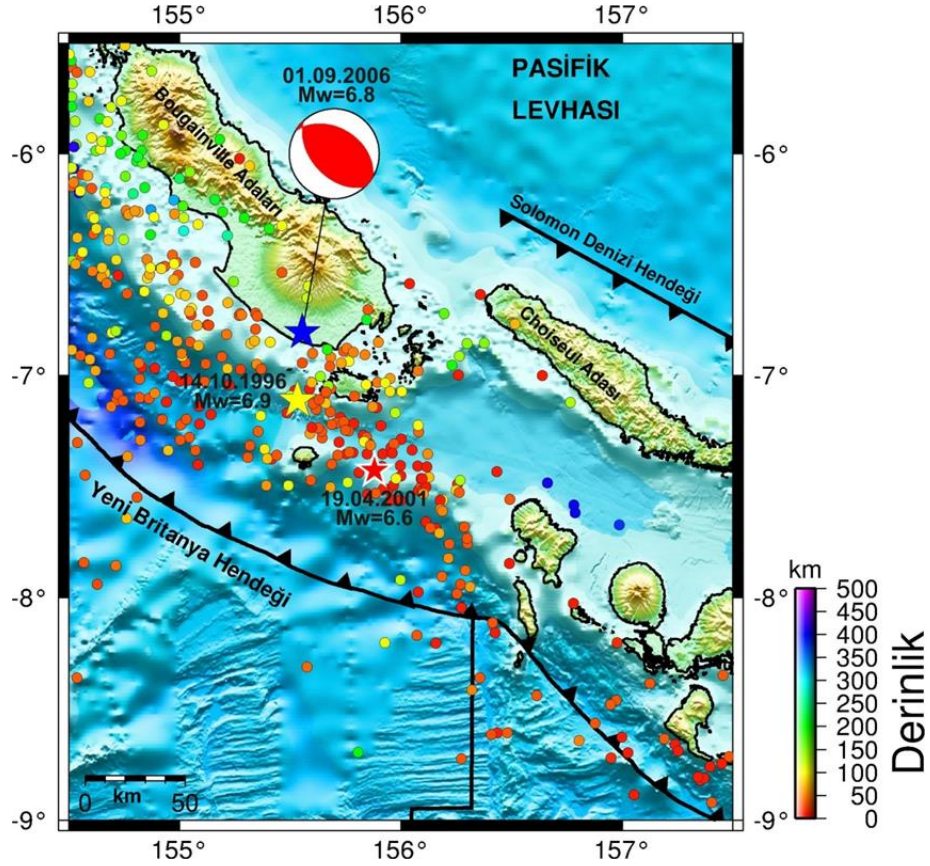 155°
156°
157°
01.09.2006
Mw=6.8
PASİFİK
LEVHASI
Bougainville Adaları
-6°
-6°
Solomon Denizi Hendeği
Choiseul Adası
-7°
-7°
14.10.1996
Mw=6.9
19.04.2001
Mw=6.6
Yeni Britanya Hendeği
-8°
-8°
km
500
450
400
350
300
250
200
150
100
50
0
Derinlik
0
50
km
-9°
-9°
155°
156°
157°